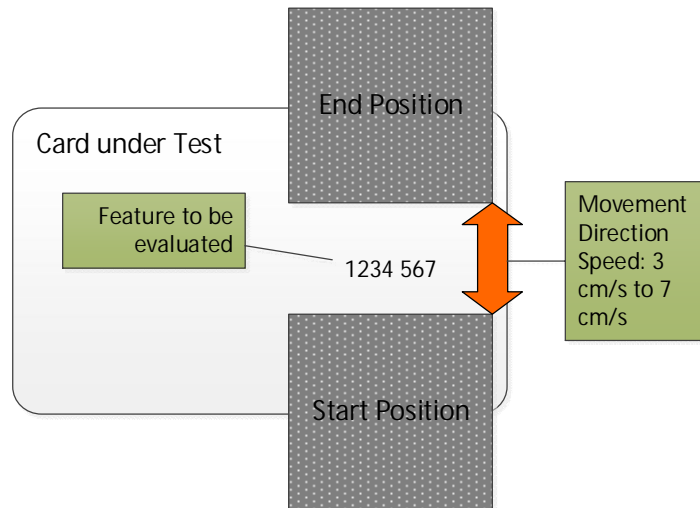 End Position
Card under Test
Feature to be
evaluated
1234 567
Movement
Direction
Speed: 3
cm/s to 7
cm/s
Start Position